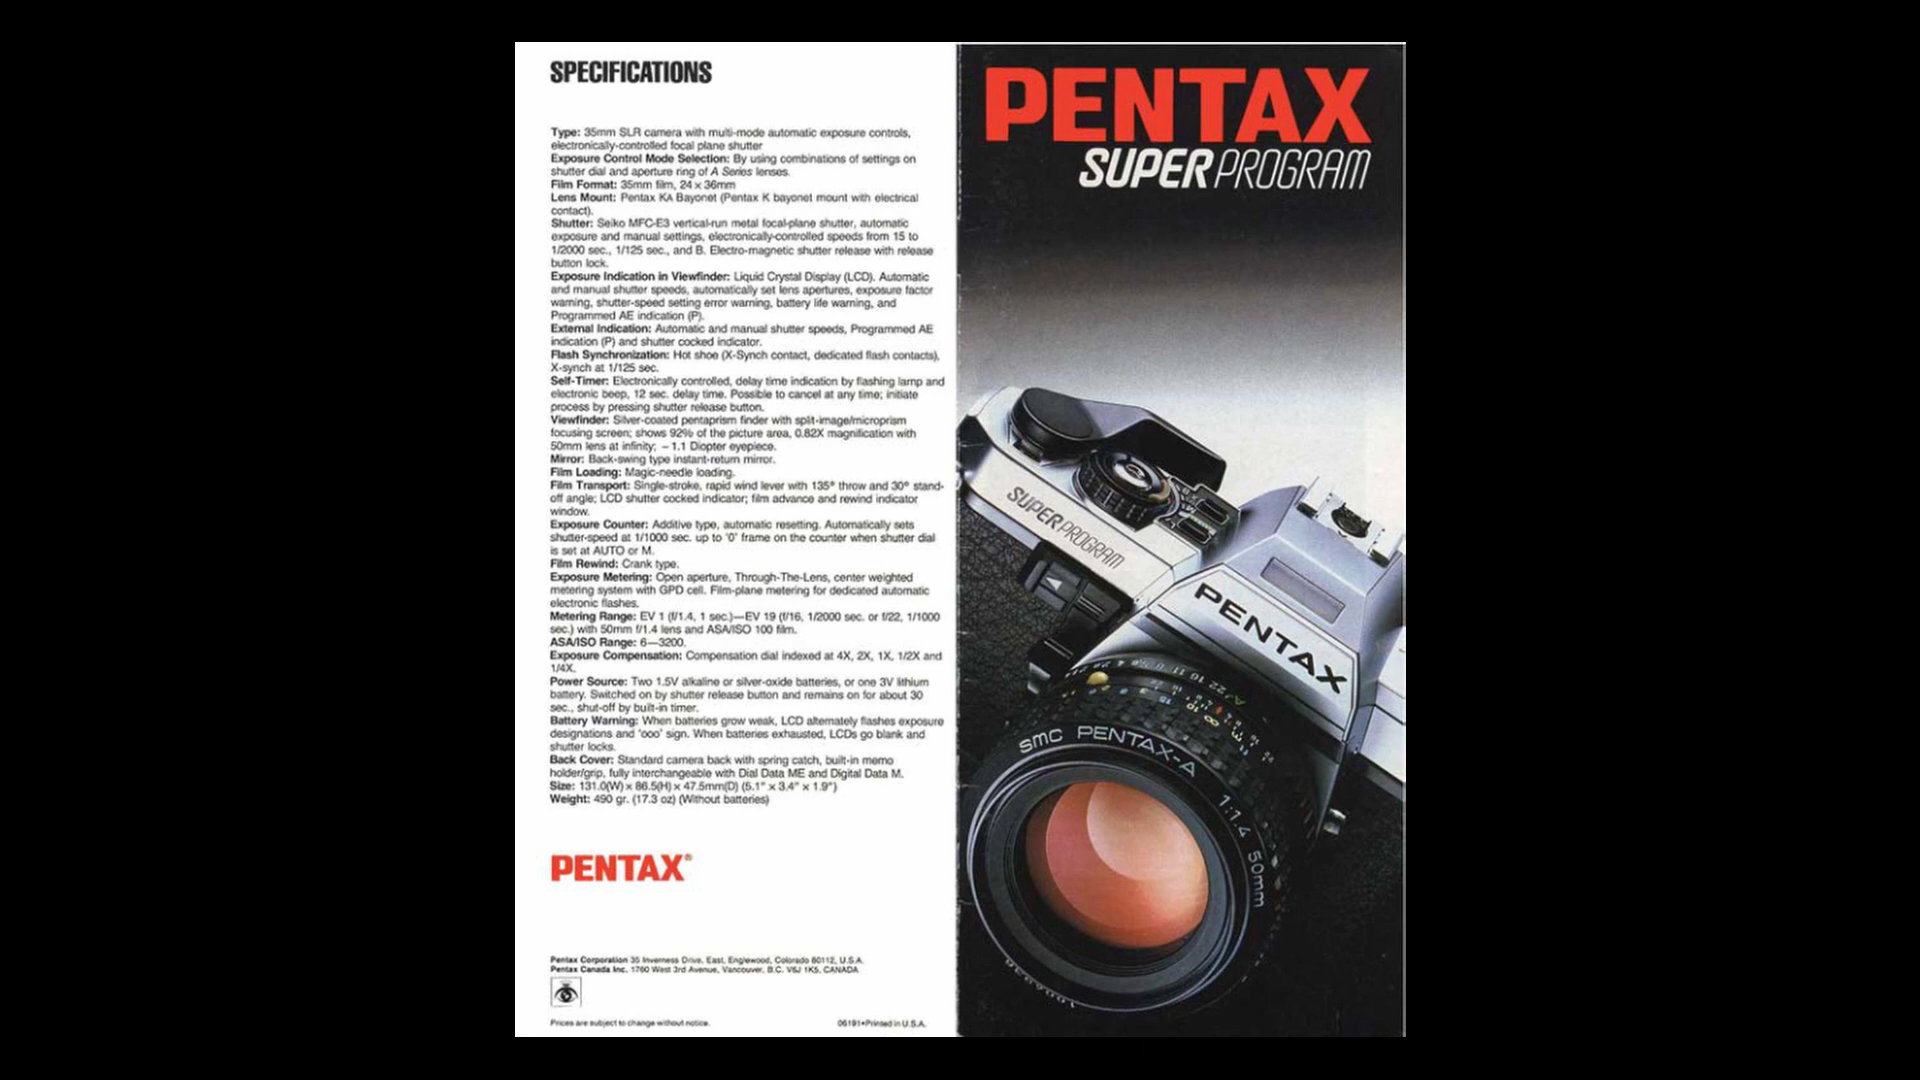 SPECIFICATIONS
Type: 35mm SLR camera with multi-mode automatic exposure controls,
electronically-controlled focal plane shutter
Exposure Control Mode Selection: By using combinations of settings on
shutter dial and aperture ring of A Series lenses.
Film Format: 35mm film, 24 x 36mm
Lens Mount: Pentax KA Bayonet (Pentax K bayonet mount with electrical
contact).
Shutter: Seiko MFC-E3 vertical-run metal focal-plane shutter, automatic
exposure and manual settings, electronically-controlled speeds from 15 to
1/2000 sec., 1/125 sec., and B. Electro-magnetic shutter release with release
button lock.
Exposure Indication in Viewfinder: Liquid Crystal Display (LCD). Automatic
and manual shutter speeds, automatically set lens apertures, exposure factor
warning, shutter-speed setting error warning, battery life warning, and
Programmed AE indication (P).
External Indication: Automatic and manual shutter speeds, Programmed AE
indication (P) and shutter cocked indicator.
Flash Synchronization: Hot shoe (X-Synch contact, dedicated flash contacts),
X-synch at 1/125 sec.
Self-Timer: Electronically controlled, delay time indication by flashing lamp and
electronic beep, 12 sec. delay time. Possible to cancel at any time; initiate
process by pressing shutter release button.
Viewfinder: Silver-coated pentaprism finder with split-image/microprism
focusing screen; shows 92% of the picture area, 0.82X magnification with
50mm lens at infinity; −1.1 Diopter eyepiece.
Mirror: Back-swing type instant-return mirror.
Film Loading: Magic-needle loading.
Film Transport: Single-stroke, rapid wind lever with 135° throw and 30° stand-
off angle; LCD shutter cocked indicator; film advance and rewind indicator
window.
Exposure Counter: Additive type, automatic resetting. Automatically sets
shutter-speed at 1/1000 sec. up to '0' frame on the counter when shutter dial
is set at AUTO or M.
Film Rewind: Crank type.
Exposure Metering: Open aperture, Through-The-Lens, center weighted
metering system with GPD cell. Film-plane metering for dedicated automatic
electronic flashes.
Metering Range: EV 1 (f/1.4, 1 sec.)—EV 19 (f/16, 1/2000 sec. or f/22, 1/1000
sec.) with 50mm f/1.4 lens and ASA/ISO 100 film.
ASA/ISO Range: 6—3200.
Exposure Compensation: Compensation dial indexed at 4X, 2X, 1X, 1/2X and
1/4X.
Power Source: Two 1.5V alkaline or silver-oxide batteries, or one 3V lithium
battery. Switched on by shutter release button and remains on for about 30
sec., shut-off by built-in timer.
Battery Warning: When batteries grow weak, LCD alternately flashes exposure
designations and 'ooo' sign. When batteries exhausted, LCDs go blank and
shutter locks.
Back Cover: Standard camera back with spring catch, built-in memo
holder/grip, fully interchangeable with Dial Data ME and Digital Data M.
Size: 131.0(W) x 86.5(H) x 47.5mm(D) (5.1" x 3.4" x 1.9")
Weight: 490 gr. (17.3 oz) (Without batteries)
PENTAX®
Pentax Corporation 35 Inverness Drive, East, Englewood, Colorado 80112, U.S.A.
Pentax Canada Inc. 1760 West 3rd Avenue, Vancouver, B.C. V6J 1K5, CANADA
Prices are subject to change without notice.
06191•Printed in U.S.A.
PENTAX
SUPER PROGRAM
SUPER PROGRAM
PENTAX
A/22 16 11 8
smc PENTAX-A 1:1.4 50mm